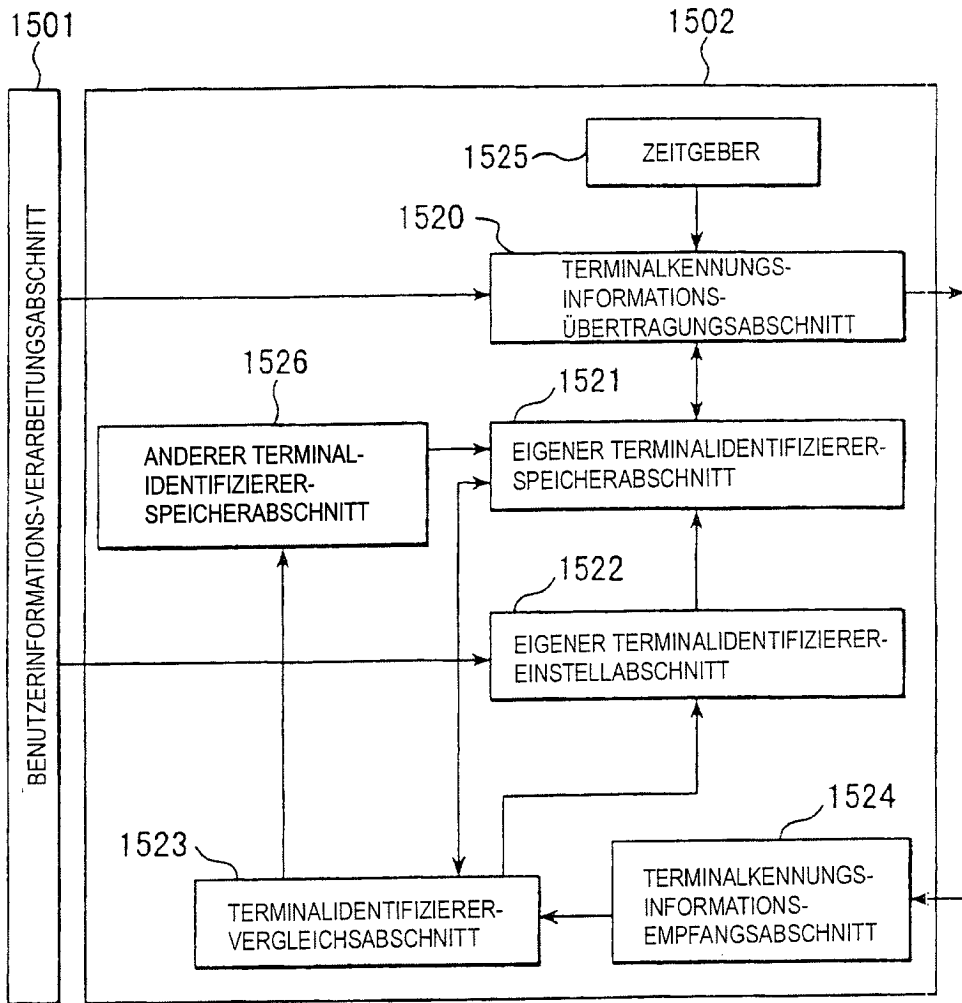 1501
1502
BENUTZERINFORMATIONS-VERARBEITUNGSABSCHNITT
1525
ZEITGEBER
1520
TERMINALKENNUNGS-
INFORMATIONS-
ÜBERTRAGUNGSABSCHNITT
1526
ANDERER TERMINAL-
IDENTIFIZIERER-
SPEICHERABSCHNITT
1521
EIGENER TERMINALIDENTIFIZIERER-
SPEICHERABSCHNITT
1522
EIGENER TERMINALIDENTIFIZIERER-
EINSTELLABSCHNITT
1523
TERMINALIDENTIFIZIERER-
VERGLEICHSABSCHNITT
1524
TERMINALKENNUNGS-
INFORMATIONS-
EMPFANGSABSCHNITT